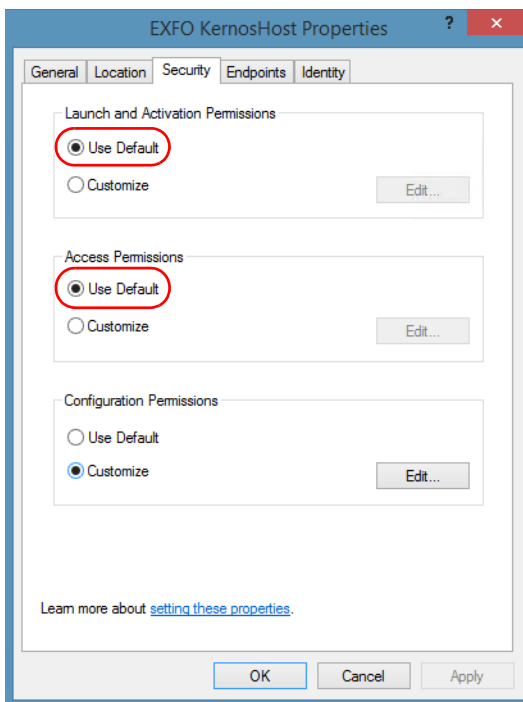 EXFO KernosHost Properties
?
General Location Security Endpoints Identity
Launch and Activation Permissions
Use Default
Customize
Edit...
Access Permissions
Use Default
Customize
Edit...
Configuration Permissions
Use Default
Customize
Edit...
Learn more about setting these properties.
OK Cancel Apply